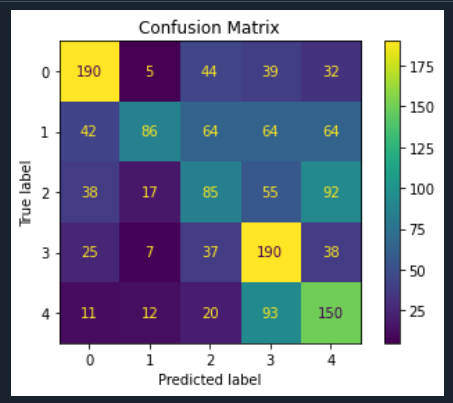 Confusion Matrix
0 190 5 44 39 32
1 42 86 64 64 64
2 38 17 85 55 92
3 25 7 37 190 38
4 11 12 20 93 150
0 1 2 3 4
Predicted label
True label
175
150
125
100
75
50
25